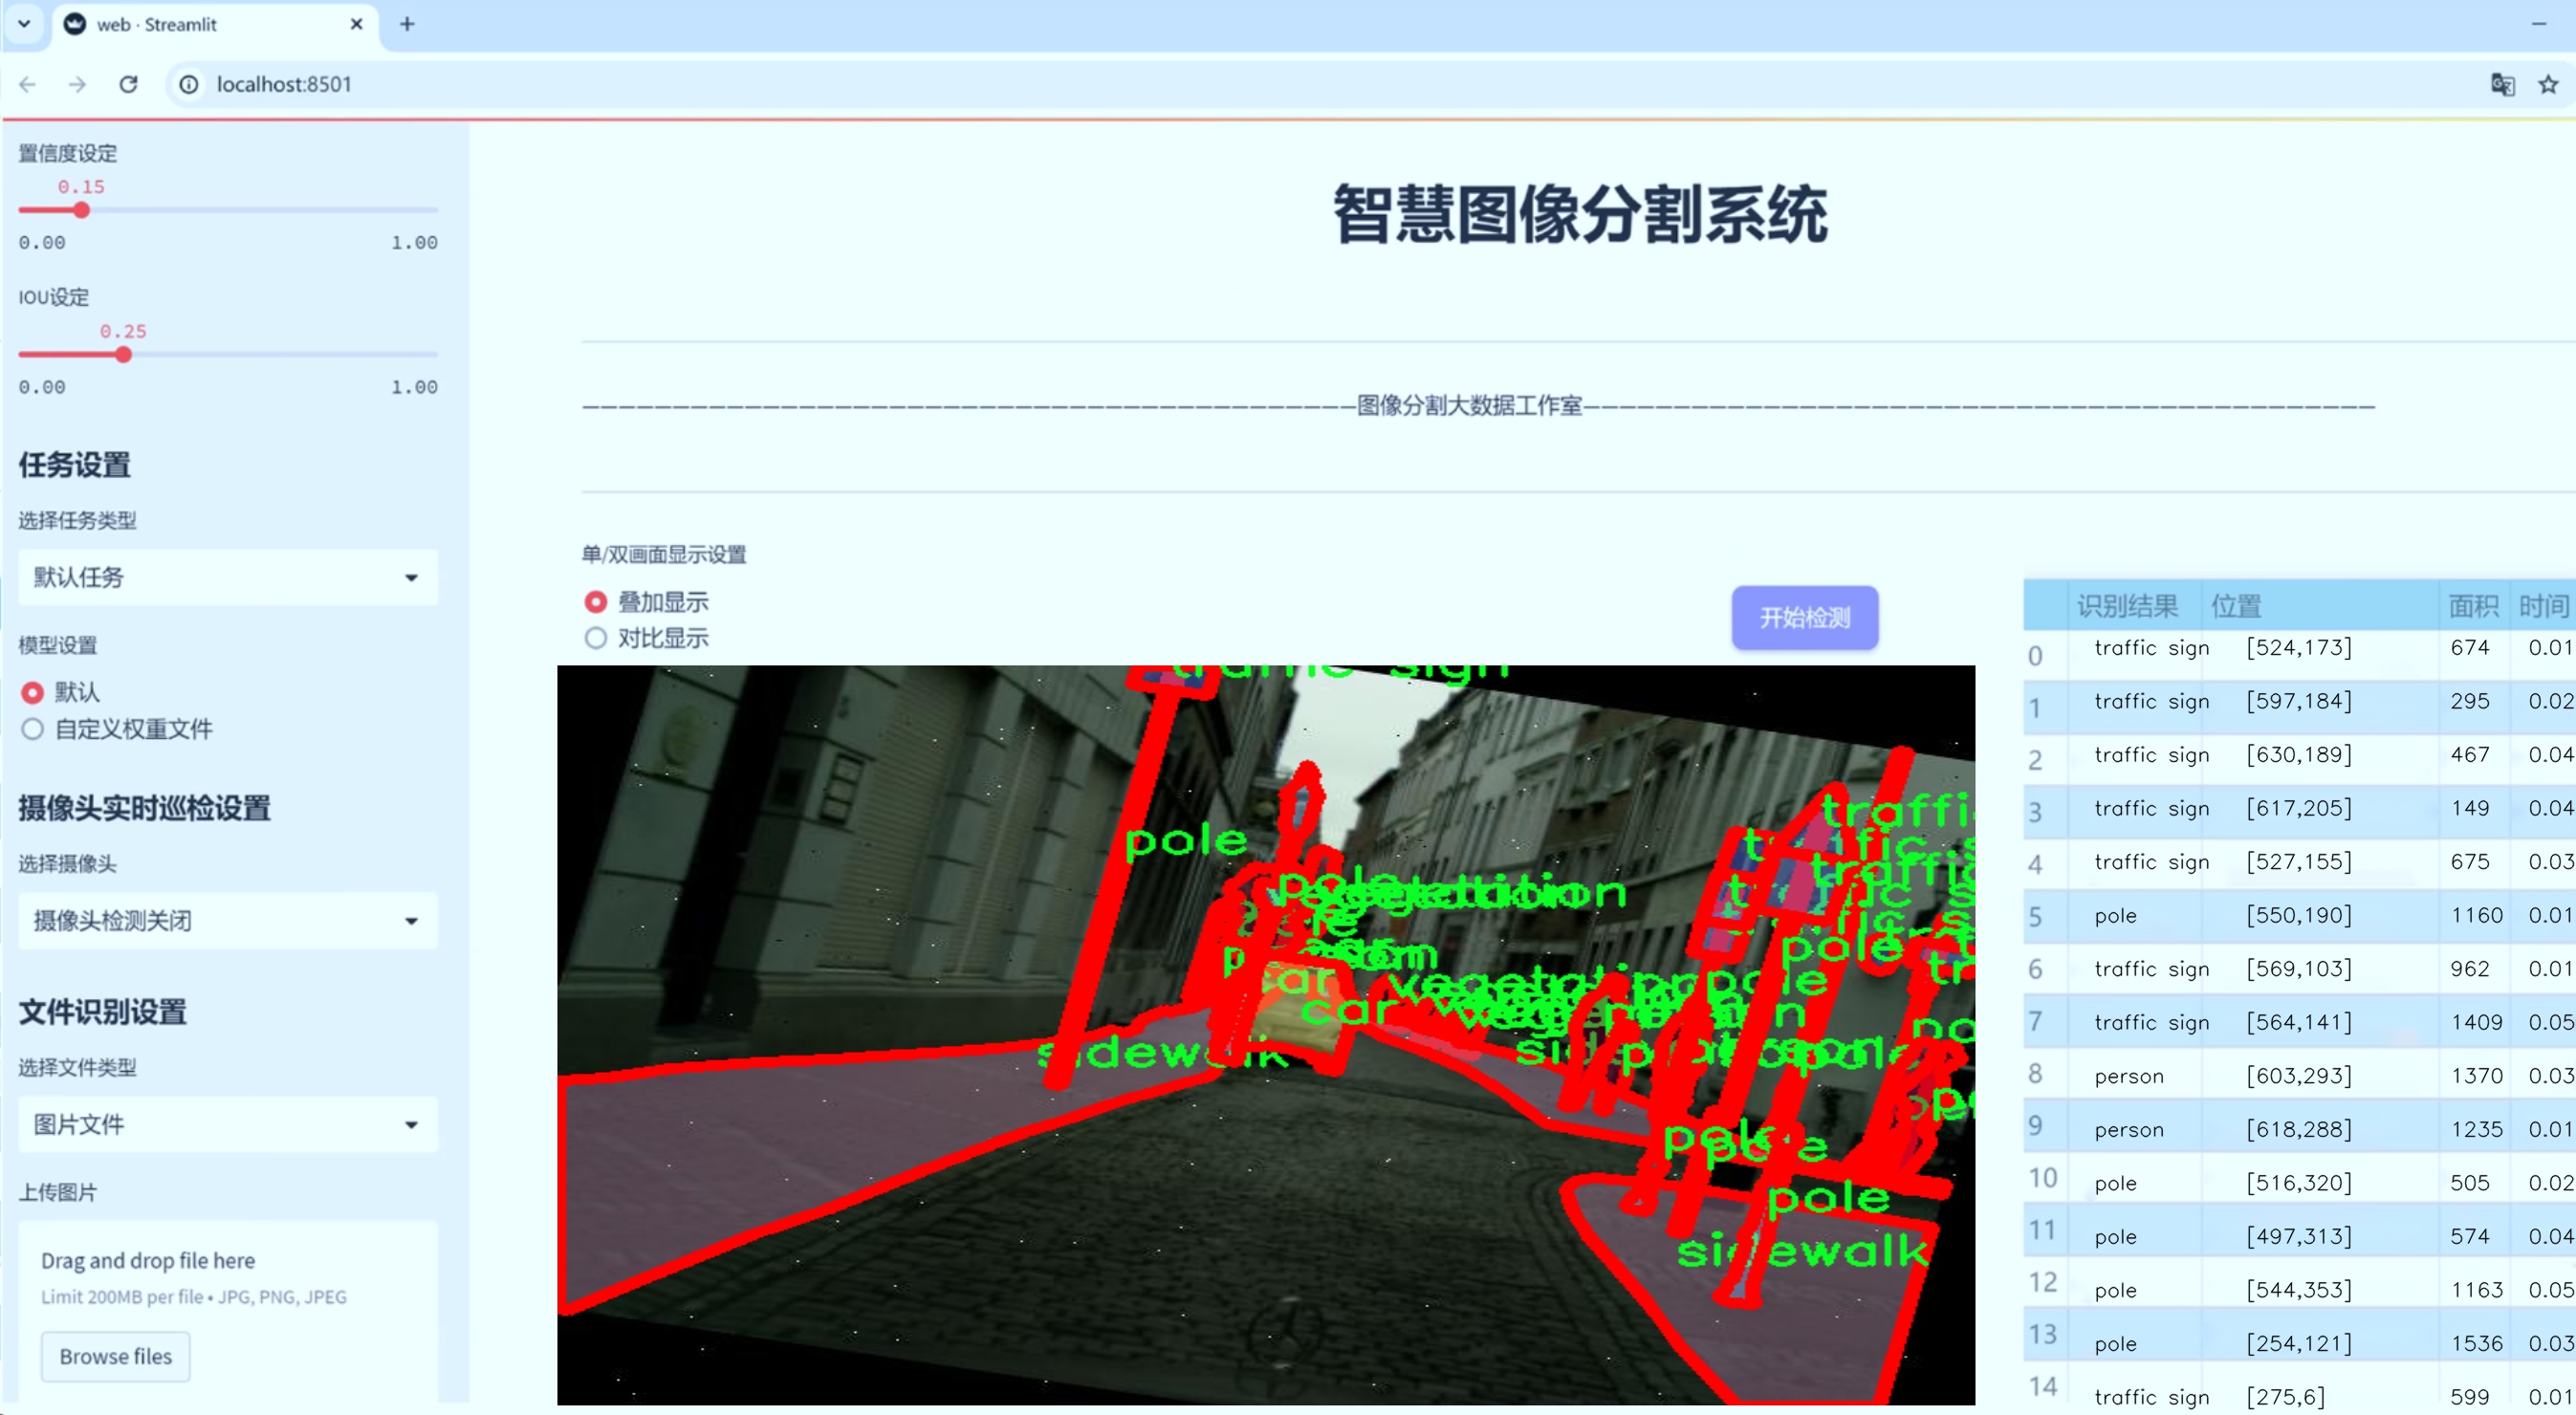 web · Streamlit
localhost:8501
置信度设定
0.15
0.00 1.00
IOU设定
0.25
0.00 1.00
任务设置
选择任务类型
默认任务
模型设置
默认
自定义权重文件
摄像头实时巡检设置
选择摄像头
摄像头检测关闭
文件识别设置
选择文件类型
图片文件
上传图片
Drag and drop file here
Limit 200MB per file • JPG, PNG, JPEG
Browse files
智慧图像分割系统
——————————————————————————————————————————图像分割大数据工作室——————————————————————————————————————————
单/双画面显示设置
叠加显示
对比显示
开始检测
traffic sign
pole
pole
vegetation
car
car
pole
sidewalk
pole
pole
pole
sidewalk
识别结果 位置 面积 时间
0 traffic sign [524,173] 674 0.01
1 traffic sign [597,184] 295 0.02
2 traffic sign [630,189] 467 0.04
3 traffic sign [617,205] 149 0.04
4 traffic sign [527,155] 675 0.03
5 pole [550,190] 1160 0.01
6 traffic sign [569,103] 962 0.01
7 traffic sign [564,141] 1409 0.05
8 person [603,293] 1370 0.03
9 person [618,288] 1235 0.01
10 pole [516,320] 505 0.02
11 pole [497,313] 574 0.04
12 pole [544,353] 1163 0.05
13 pole [254,121] 1536 0.03
14 traffic sign [275,6] 599 0.01